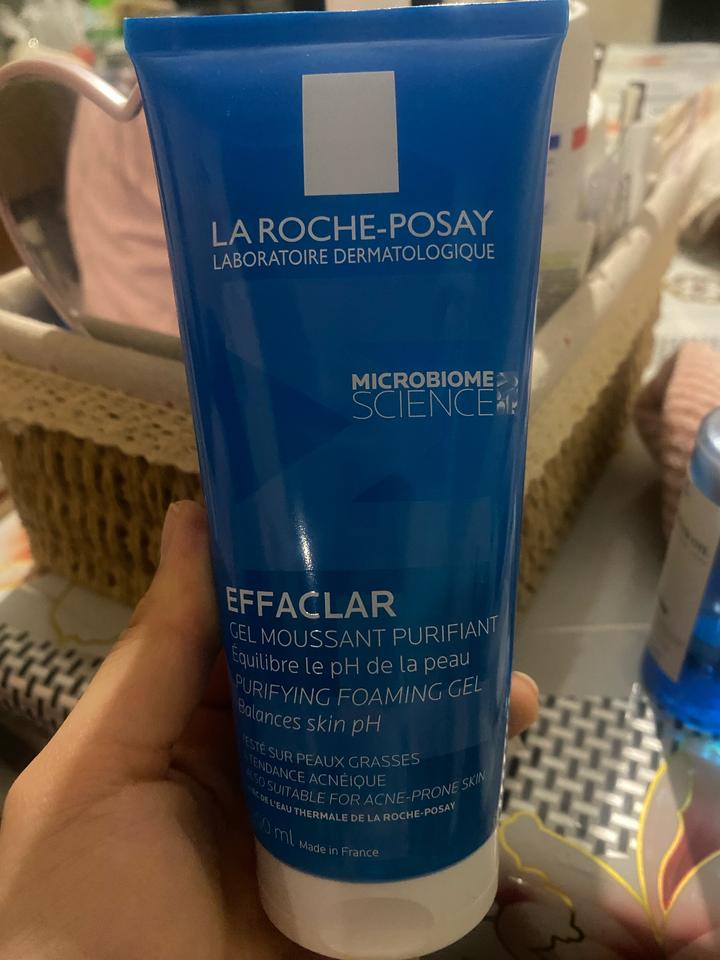 LA ROCHE-POSAY
LABORATOIRE DERMATOLOGIQUE
MICROBIOME
SCIENCE
EFFACLAR
GEL MOUSSANT PURIFIANT
Équilibre le pH de la peau
PURIFYING FOAMING GEL
Balances skin pH
TESTÉ SUR PEAUX GRASSES
TENDANCE ACNÉIQUE
ALSO SUITABLE FOR ACNE-PRONE SKIN
DE L'EAU THERMALE DE LA ROCHE-POSAY
ml Made in France